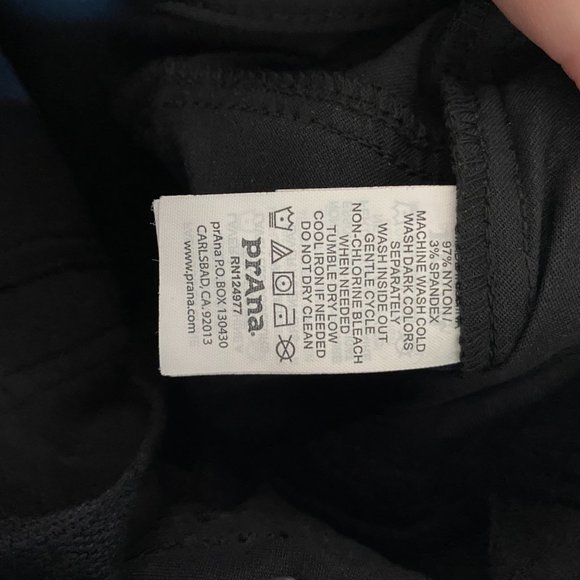 97% NYLON /
3% SPANDEX
MACHINE WASH COLD
WASH DARK COLORS
SEPARATELY
WASH INSIDE OUT
GENTLE CYCLE
NON-CHLORINE BLEACH
WHEN NEEDED
TUMBLE DRY LOW
COOL IRON IF NEEDED
DO NOT DRY CLEAN
prAna
RN124977
prAna P.O. BOX 130430
CARLSBAD, CA. 92013
www.prana.com